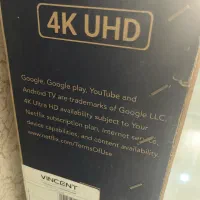 4K UHD
Google, Google play, YouTube and
Android TV are trademarks of Google LLC.
4K Ultra HD availability subject to Your
Netflix subscription plan, internet service,
device capabilities, and content availability
www.netflix.com/TermsOfUse
VINCENT